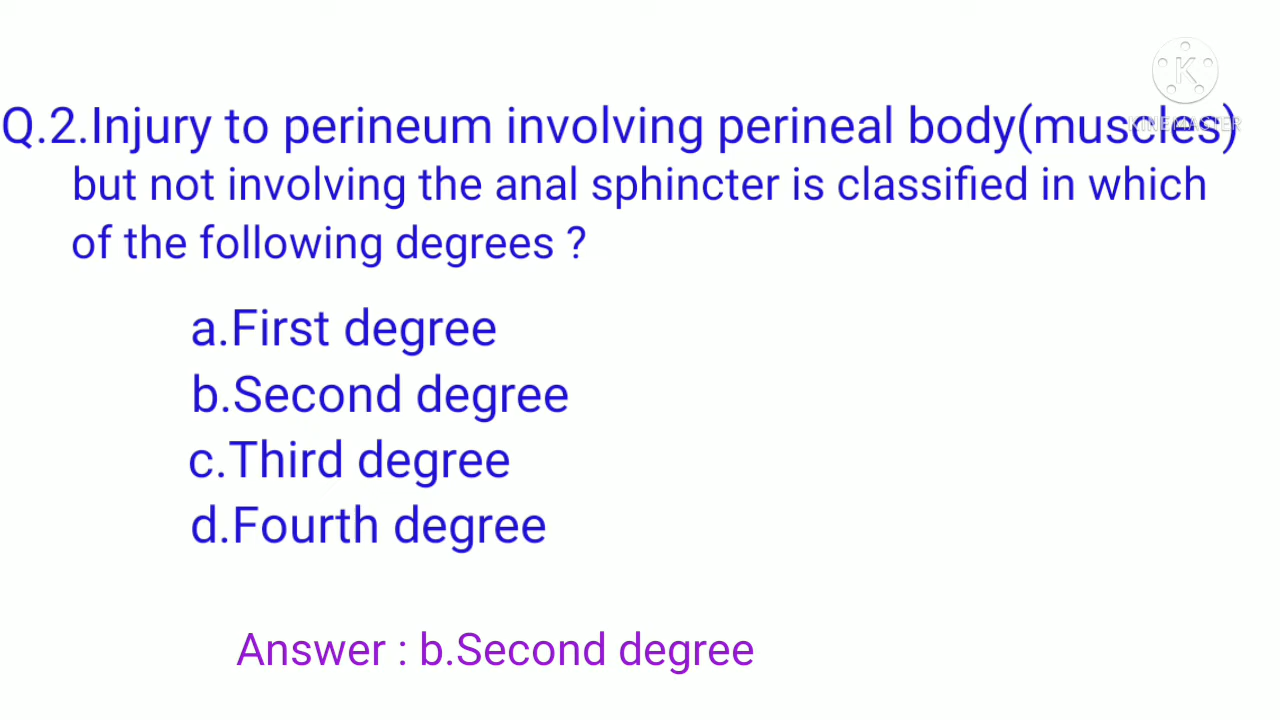 Q.2.Injury to perineum involving perineal body(muscles)
but not involving the anal sphincter is classified in which
of the following degrees ?
a.First degree
b.Second degree
c.Third degree
d.Fourth degree
Answer : b.Second degree
K
KINEMASTER